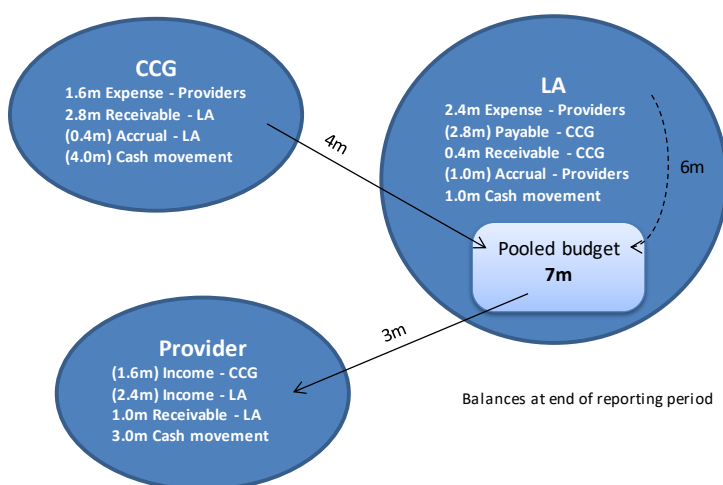 CCG
1.6m Expense - Providers
2.8m Receivable - LA
(0.4m) Accrual - LA
(4.0m) Cash movement
4m
LA
2.4m Expense - Providers
(2.8m) Payable - CCG
0.4m Receivable - CCG
(1.0m) Accrual - Providers
1.0m Cash movement
6m
Pooled budget
7m
3m
Provider
(1.6m) Income - CCG
(2.4m) Income - LA
1.0m Receivable - LA
3.0m Cash movement
Balances at end of reporting period